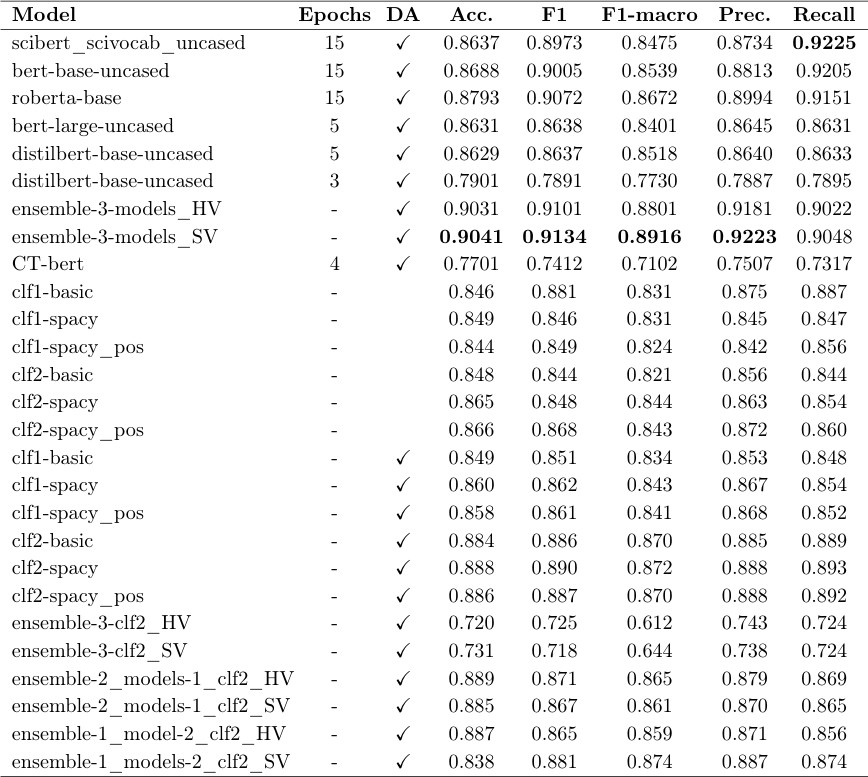 Model Epochs DA Acc. F1 F1-macro Prec. Recall
scibert_scivocab_uncased 15 ✓ 0.8637 0.8973 0.8475 0.8734 0.9225
bert-base-uncased 15 ✓ 0.8688 0.9005 0.8539 0.8813 0.9205
roberta-base 15 ✓ 0.8793 0.9072 0.8672 0.8994 0.9151
bert-large-uncased 5 ✓ 0.8631 0.8638 0.8401 0.8645 0.8631
distilbert-base-uncased 5 ✓ 0.8629 0.8637 0.8518 0.8640 0.8633
distilbert-base-uncased 3 ✓ 0.7901 0.7891 0.7730 0.7887 0.7895
ensemble-3-models_HV - ✓ 0.9031 0.9101 0.8801 0.9181 0.9022
ensemble-3-models_SV - ✓ 0.9041 0.9134 0.8916 0.9223 0.9048
CT-bert 4 ✓ 0.7701 0.7412 0.7102 0.7507 0.7317
clf1-basic - 0.846 0.881 0.831 0.875 0.887
clf1-spacy - 0.849 0.846 0.831 0.845 0.847
clf1-spacy_pos - 0.844 0.849 0.824 0.842 0.856
clf2-basic - 0.848 0.844 0.821 0.856 0.844
clf2-spacy - 0.865 0.848 0.844 0.863 0.854
clf2-spacy_pos - 0.866 0.868 0.843 0.872 0.860
clf1-basic - ✓ 0.849 0.851 0.834 0.853 0.848
clf1-spacy - ✓ 0.860 0.862 0.843 0.867 0.854
clf1-spacy_pos - ✓ 0.858 0.861 0.841 0.868 0.852
clf2-basic - ✓ 0.884 0.886 0.870 0.885 0.889
clf2-spacy - ✓ 0.888 0.890 0.872 0.888 0.893
clf2-spacy_pos - ✓ 0.886 0.887 0.870 0.888 0.892
ensemble-3-clf2_HV - ✓ 0.720 0.725 0.612 0.743 0.724
ensemble-3-clf2_SV - ✓ 0.731 0.718 0.644 0.738 0.724
ensemble-2_models-1_clf2_HV - ✓ 0.889 0.871 0.865 0.879 0.869
ensemble-2_models-1_clf2_SV - ✓ 0.885 0.867 0.861 0.870 0.865
ensemble-1_model-2_clf2_HV - ✓ 0.887 0.865 0.859 0.871 0.856
ensemble-1_models-2_clf2_SV - ✓ 0.838 0.881 0.874 0.887 0.874